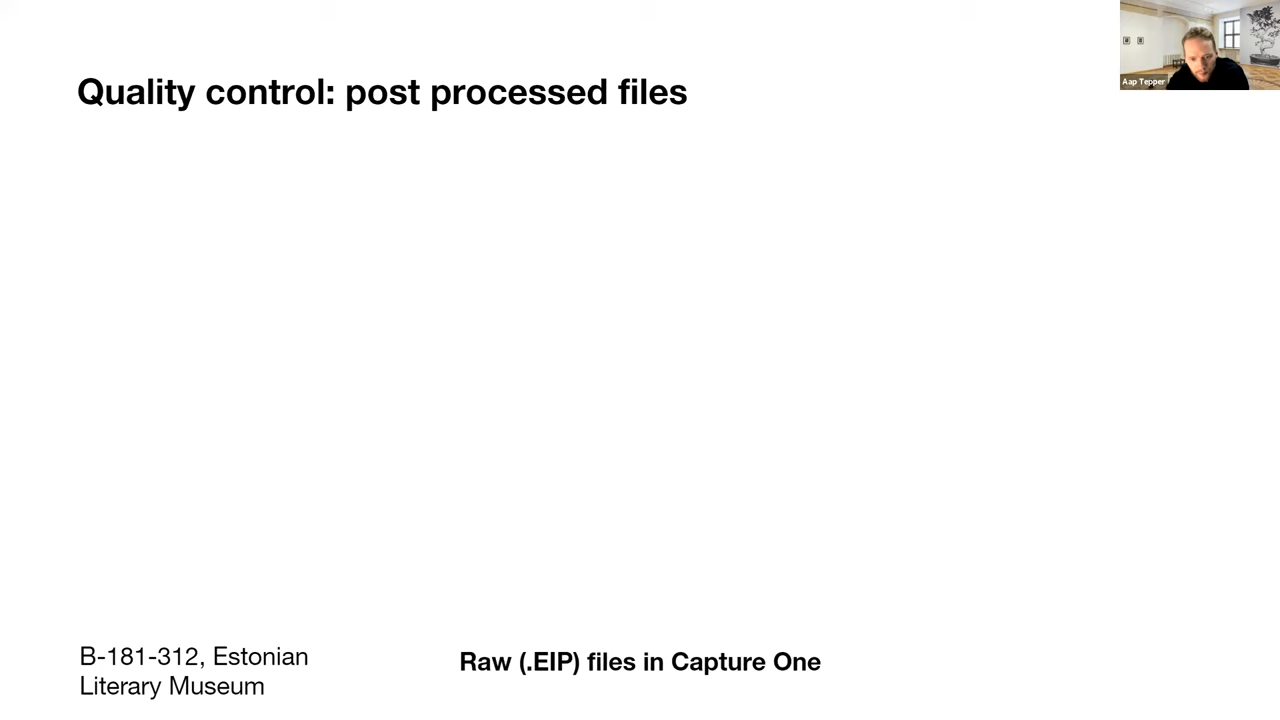 Quality control: post processed files
Aap Tepper
B-181-312, Estonian
Literary Museum
Raw (.EIP) files in Capture One